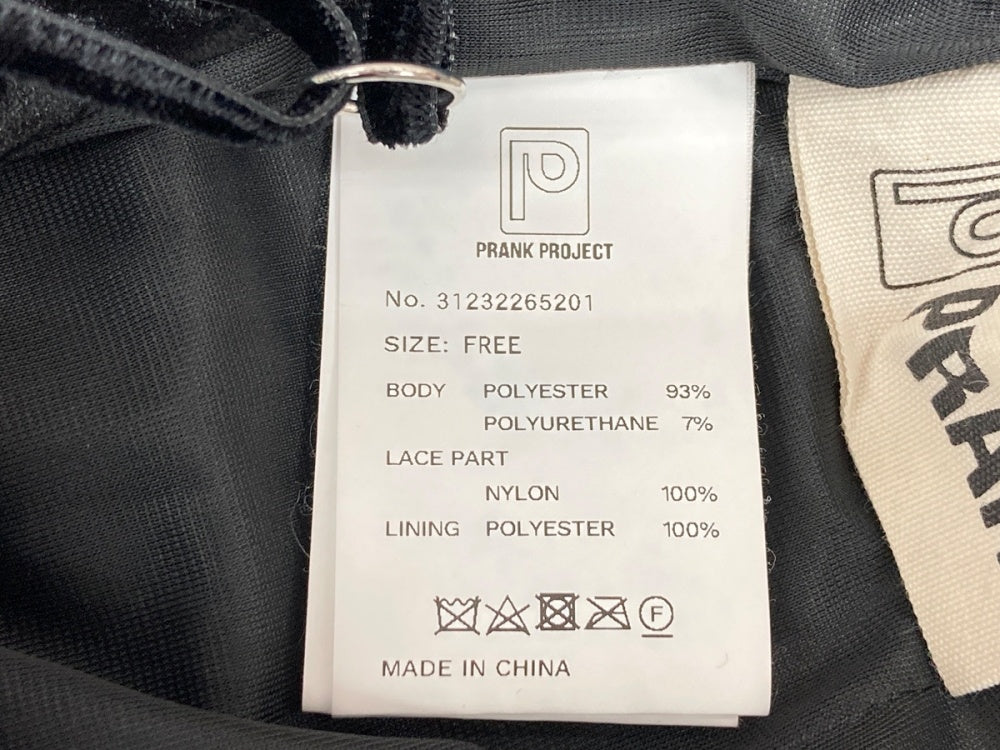 PRANK PROJECT
No. 31232265201
SIZE: FREE
BODY POLYESTER 93%
POLYURETHANE 7%
LACE PART
NYLON 100%
LINING POLYESTER 100%
F
MADE IN CHINA